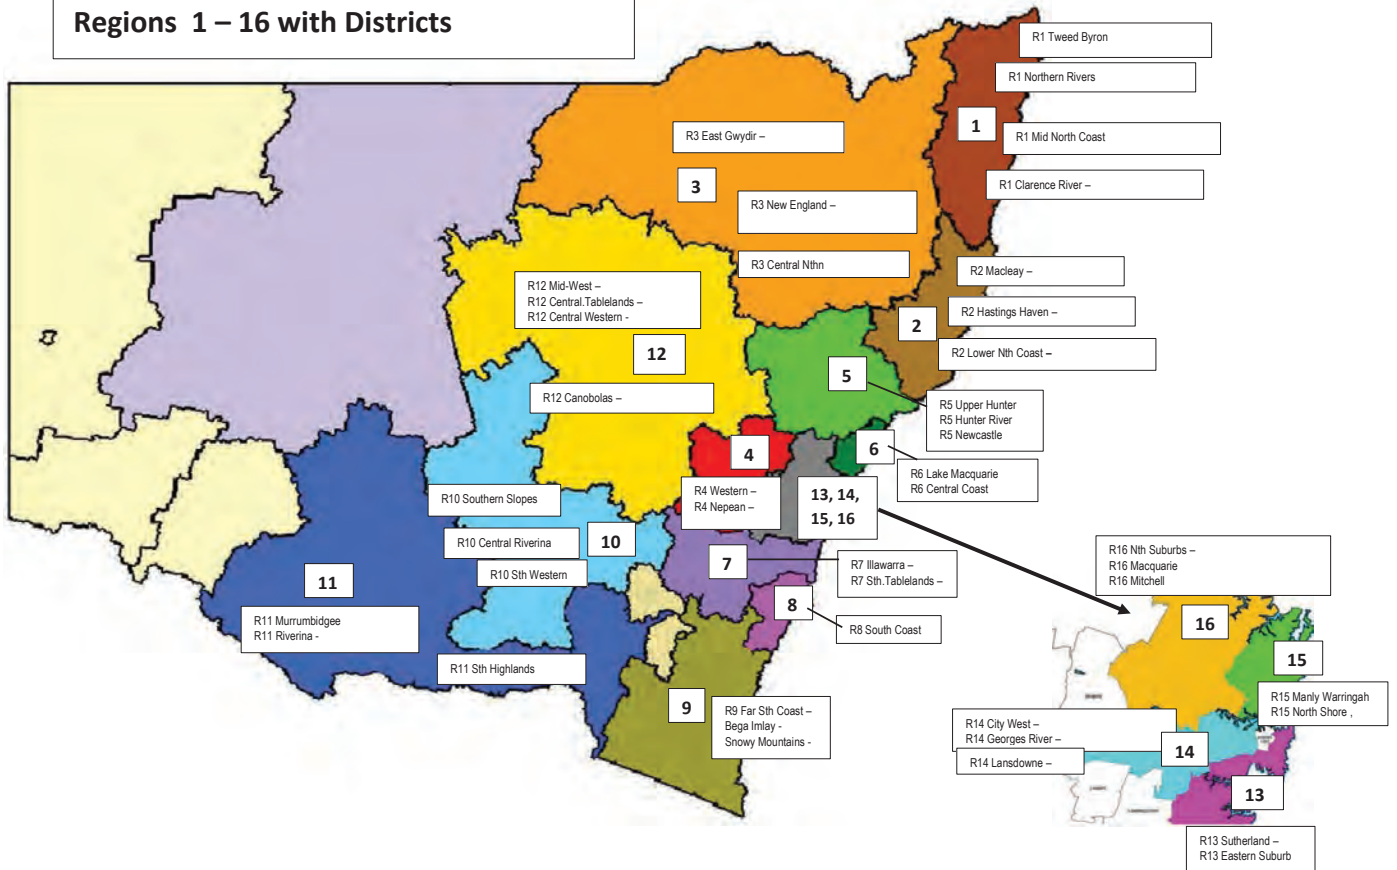 Regions 1 – 16 with Districts
R1 Tweed Byron
R1 Northern Rivers
1
R1 Mid North Coast
R1 Clarence River –
R3 East Gwydir –
3
R3 New England –
R3 Central Nthn
R2 Macleay –
R2 Hastings Haven –
2
R2 Lower Nth Coast –
R12 Mid-West –
R12 Central.Tablelands –
R12 Central Western -
12
R12 Canobolas –
5
R5 Upper Hunter
R5 Hunter River
R5 Newcastle
6
R6 Lake Macquarie
R6 Central Coast
4
R4 Western –
R4 Nepean –
13, 14,
15, 16
R10 Southern Slopes
R10 Central Riverina
10
R10 Sth Western
7
R7 Illawarra –
R7 Sth.Tablelands –
8
R8 South Coast
11
R11 Murrumbidgee
R11 Riverina -
R11 Sth Highlands
9
R9 Far Sth Coast –
Bega Imlay -
Snowy Mountains -
R16 Nth Suburbs –
R16 Macquarie
R16 Mitchell
16
15
R15 Manly Warringah
R15 North Shore ,
R14 City West –
R14 Georges River –
14
R14 Lansdowne –
13
R13 Sutherland –
R13 Eastern Suburb